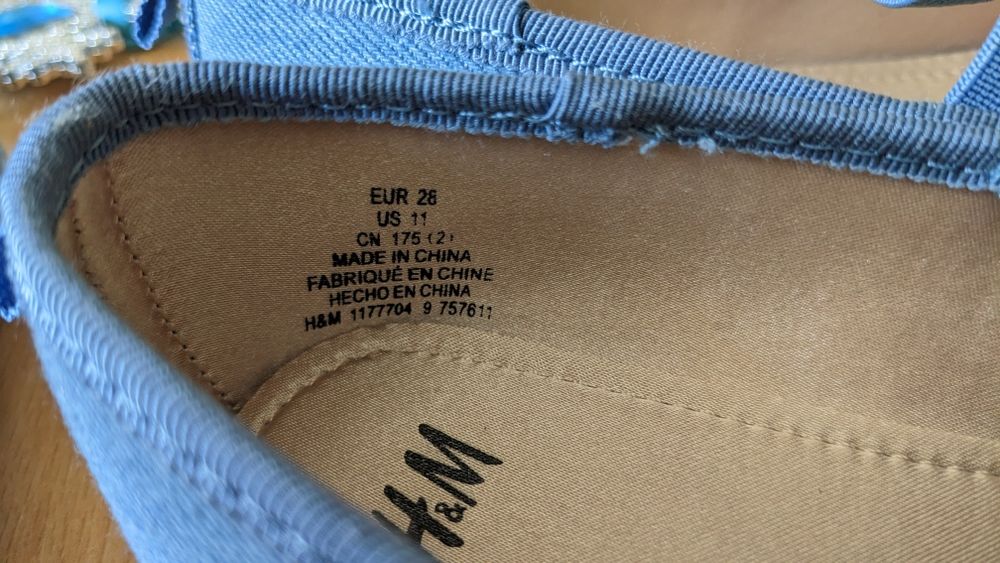 EUR 28
US 11
CN 175 (2)
MADE IN CHINA
FABRIQUÉ EN CHINE
HECHO EN CHINA
H&M 1177704 9 757611
H&M